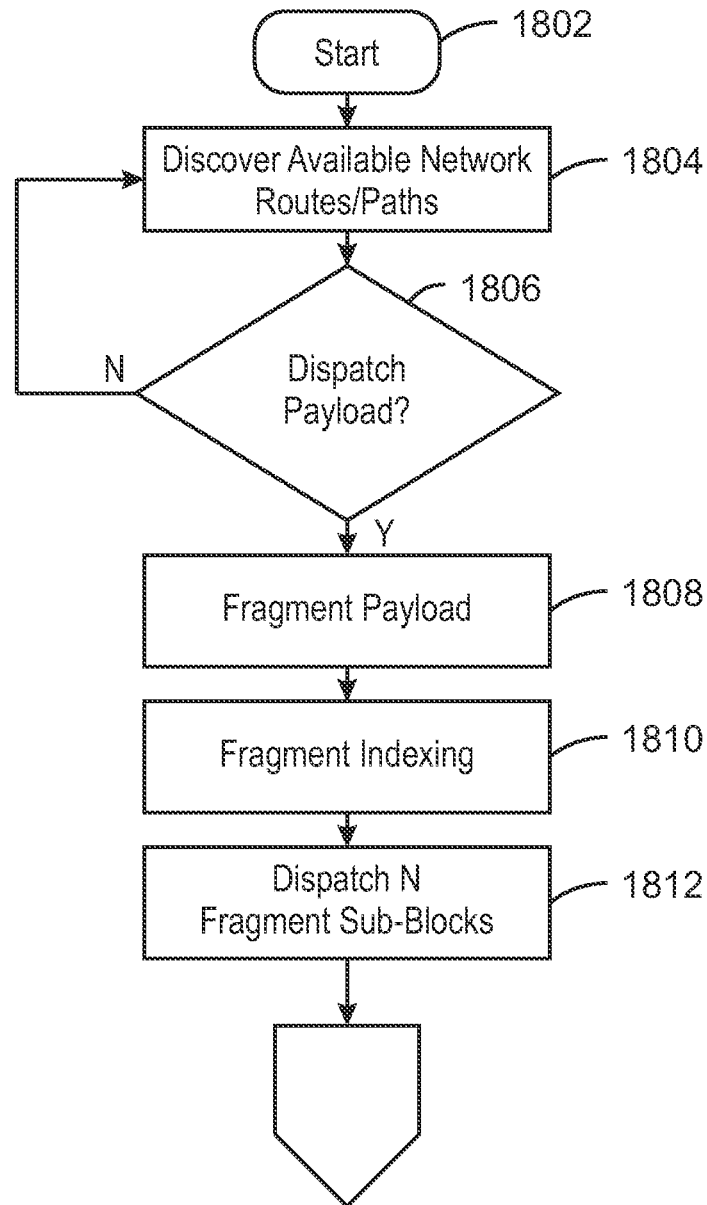 Start
1802
Discover Available Network
Routes/Paths
1804
1806
Dispatch
Payload?
N
Y
Fragment Payload
1808
Fragment Indexing
1810
Dispatch N
Fragment Sub-Blocks
1812